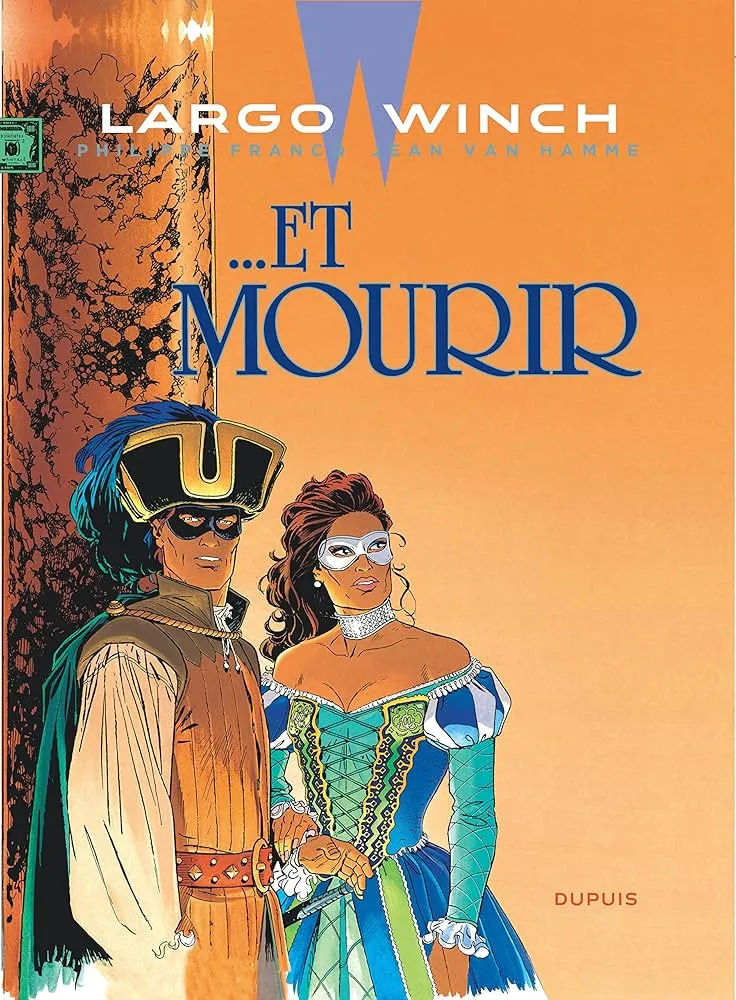 LARGO WINCH
PHILIPPE FRANCQ JEAN VAN HAMME
...ET
MOURIR
DUPUIS